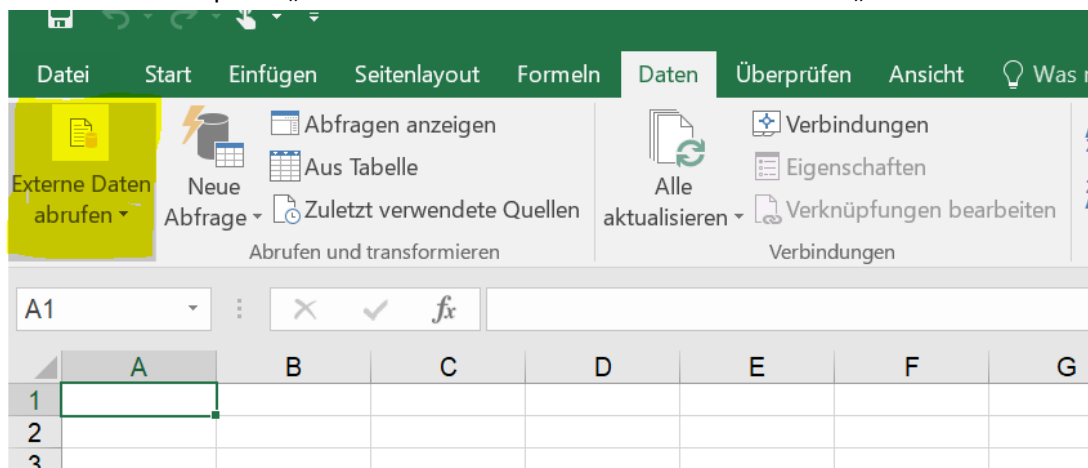 Datei Start Einfügen Seitenlayout Formeln Daten Überprüfen Ansicht Was
Externe Daten abrufen
Neue Abfrage
Abfragen anzeigen
Aus Tabelle
Zuletzt verwendete Quellen
Abrufen und transformieren
Alle aktualisieren
Verbindungen
Eigenschaften
Verknüpfungen bearbeiten
Verbindungen
A1 fx
A B C D E F G
1
2
3